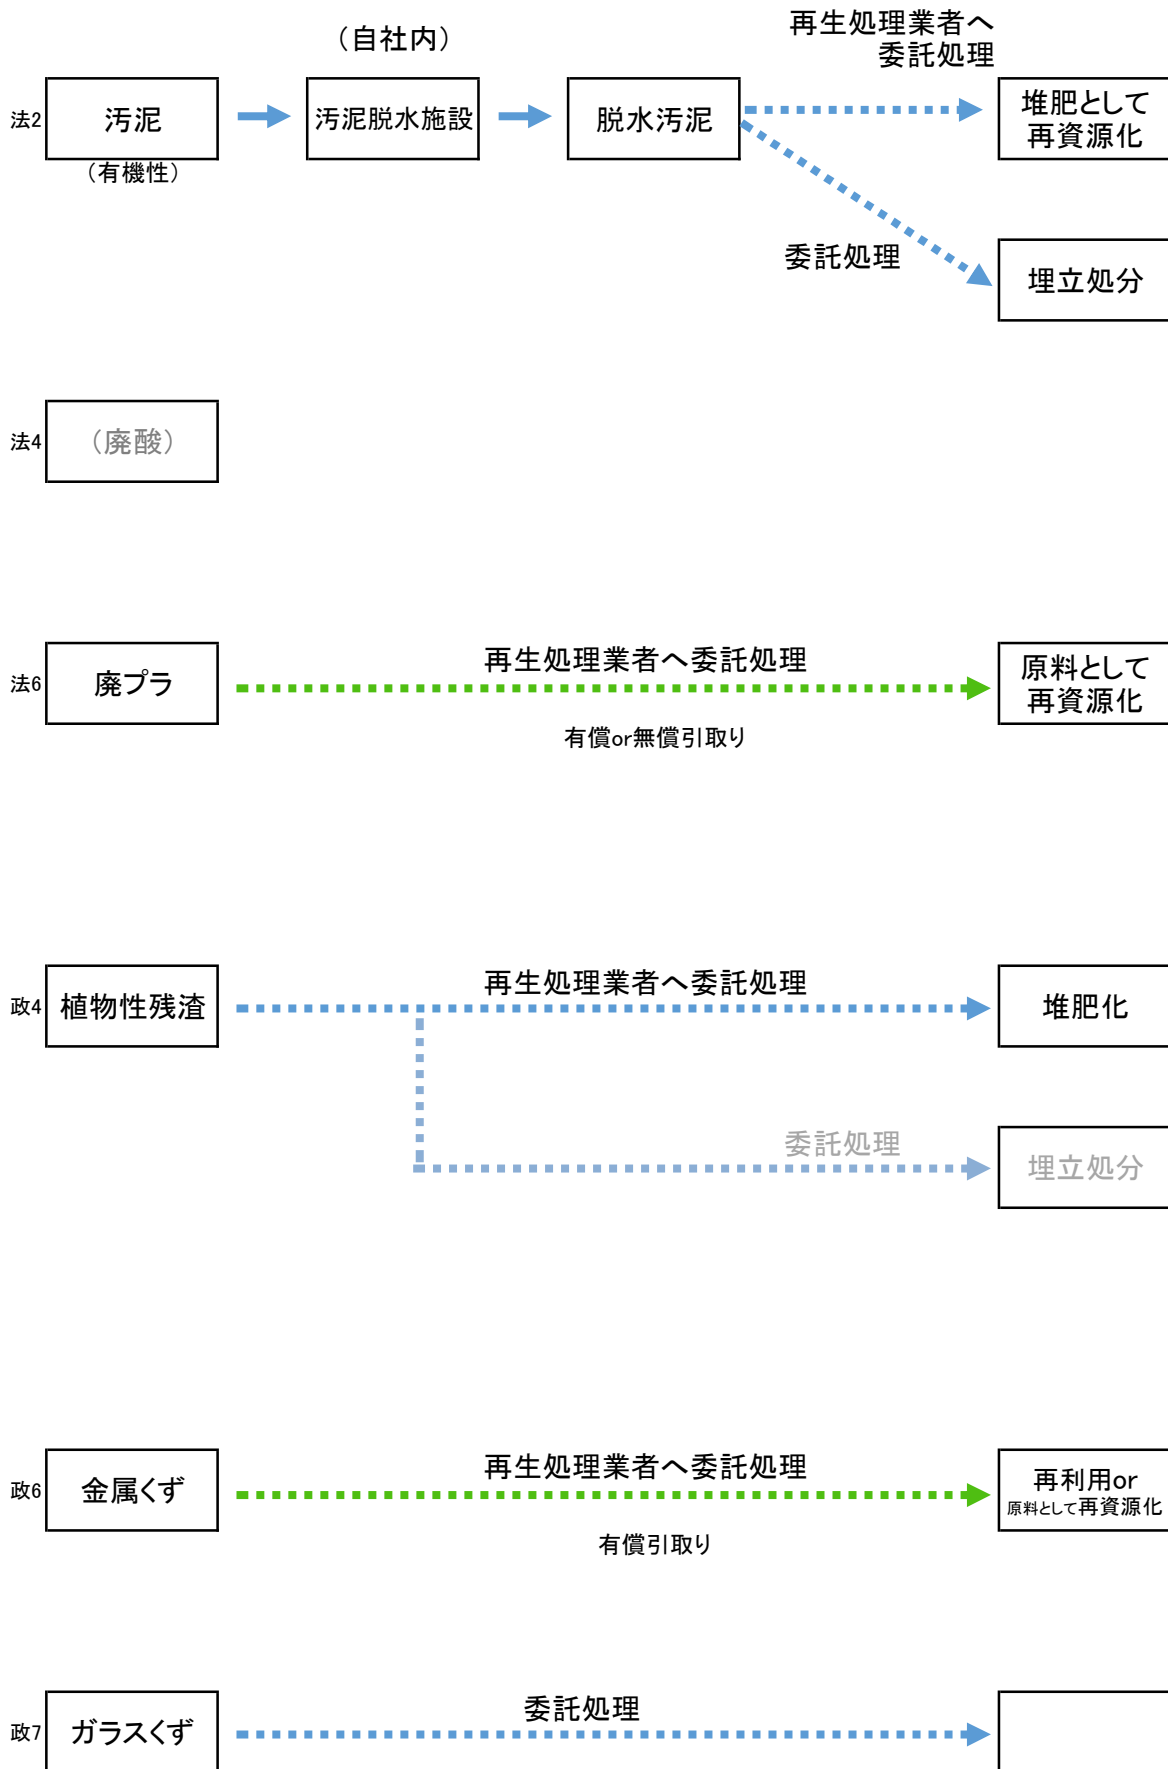 （自社内）
再生処理業者へ
委託処理
法2
汚泥
（有機性）
汚泥脱水施設
脱水汚泥
堆肥として
再資源化
委託処理
埋立処分
法4
（廃酸）
法6
廃プラ
再生処理業者へ委託処理
有償or無償引取り
原料として
再資源化
政4
植物性残渣
再生処理業者へ委託処理
堆肥化
委託処理
埋立処分
政6
金属くず
再生処理業者へ委託処理
有償引取り
再利用or
原料として再資源化
政7
ガラスくず
委託処理